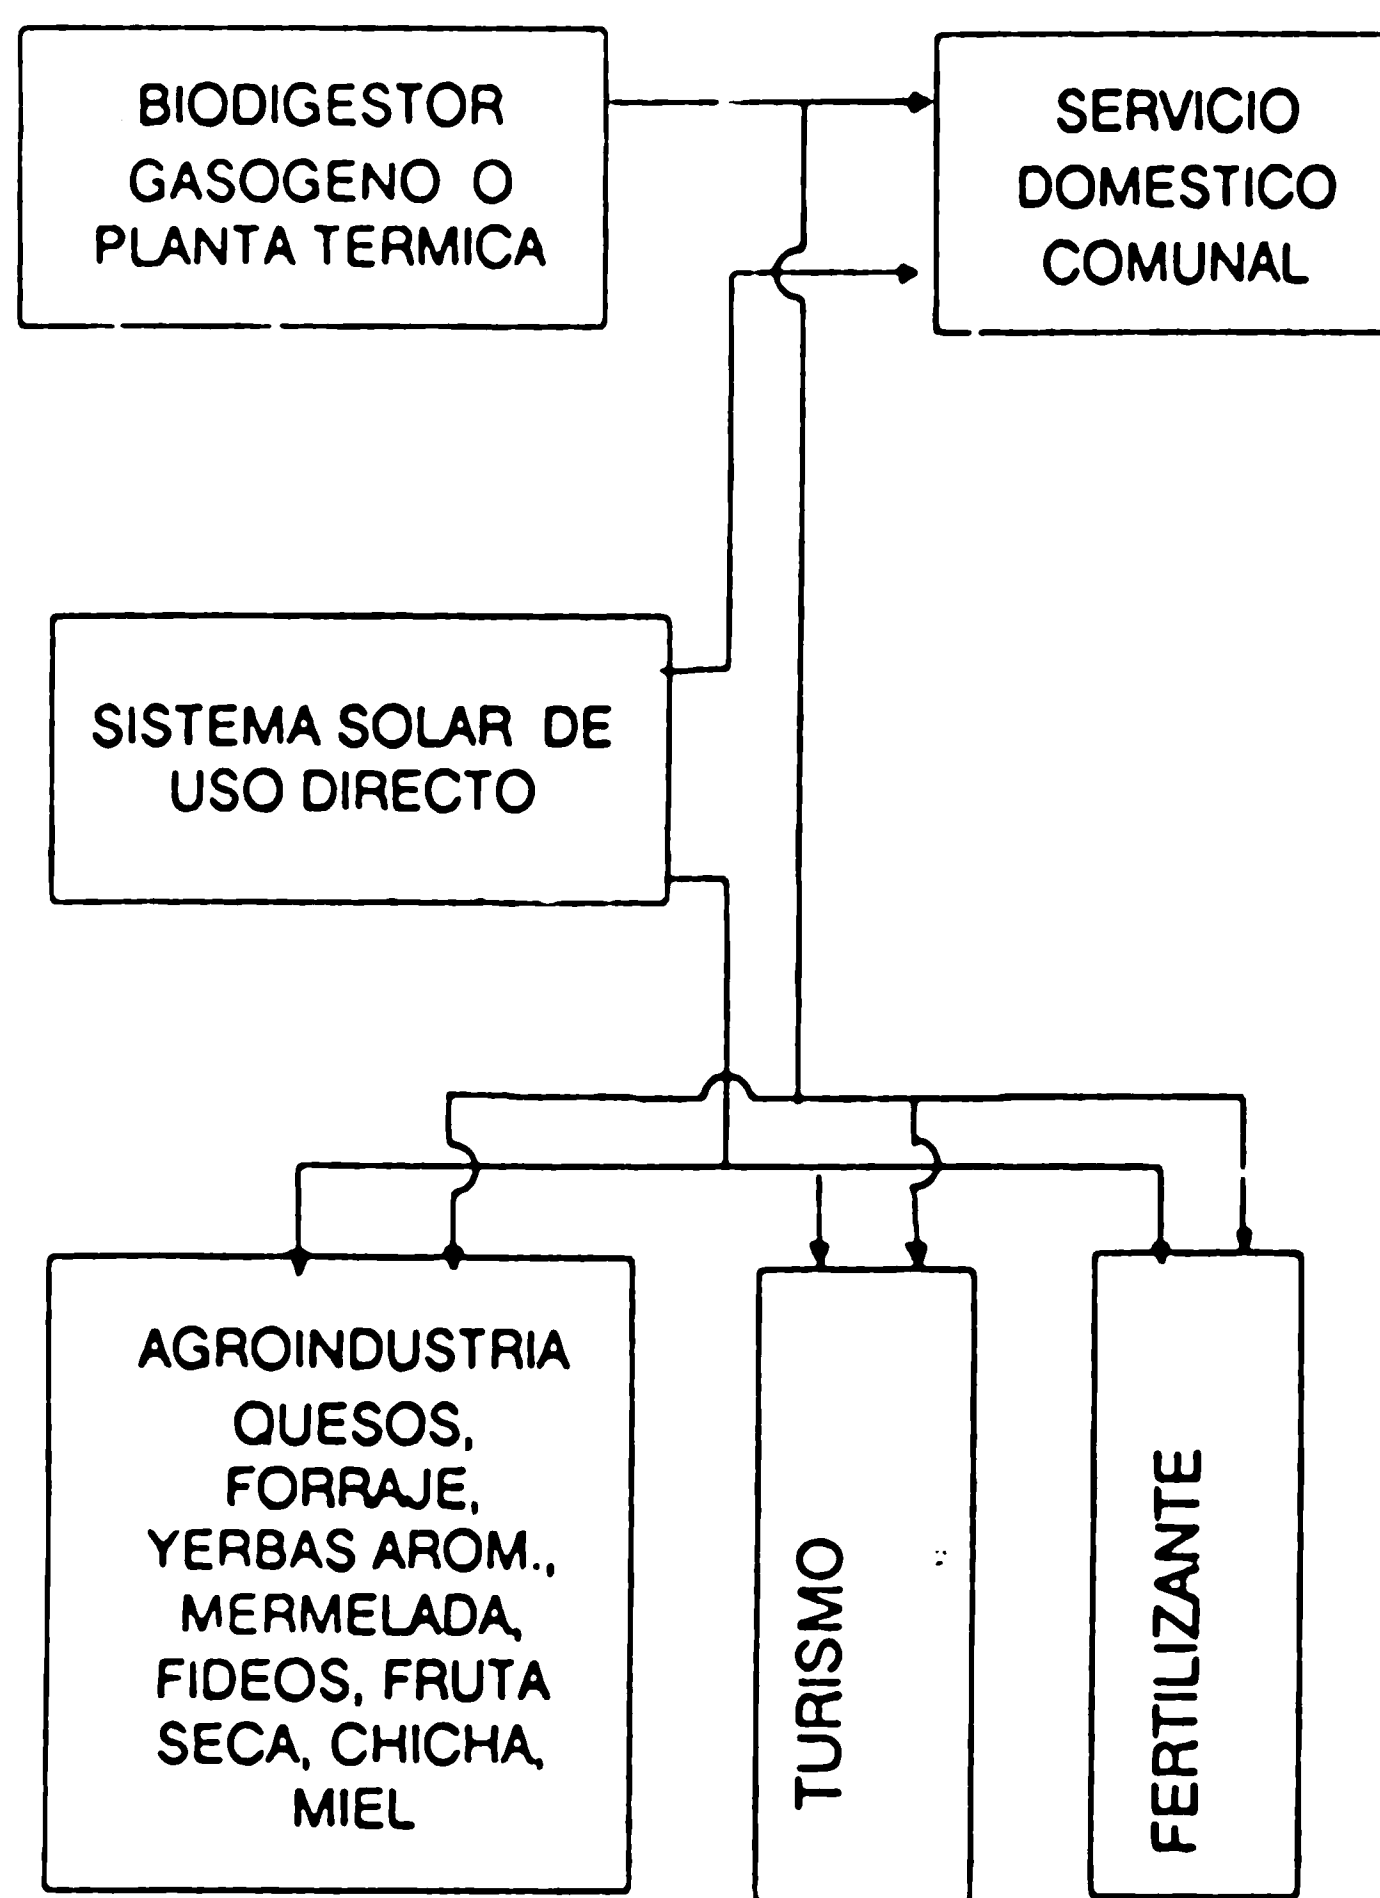 BIODIGESTOR
GASOGENO O
PLANTA TERMICA
SERVICIO
DOMESTICO
COMUNAL
SISTEMA SOLAR DE
USO DIRECTO
AGROINDUSTRIA
QUESOS,
FORRAJE,
YERBAS AROM.,
MERMELADA,
FIDEOS, FRUTA
SECA, CHICHA,
MIEL
TURISMO
FERTILIZANTE